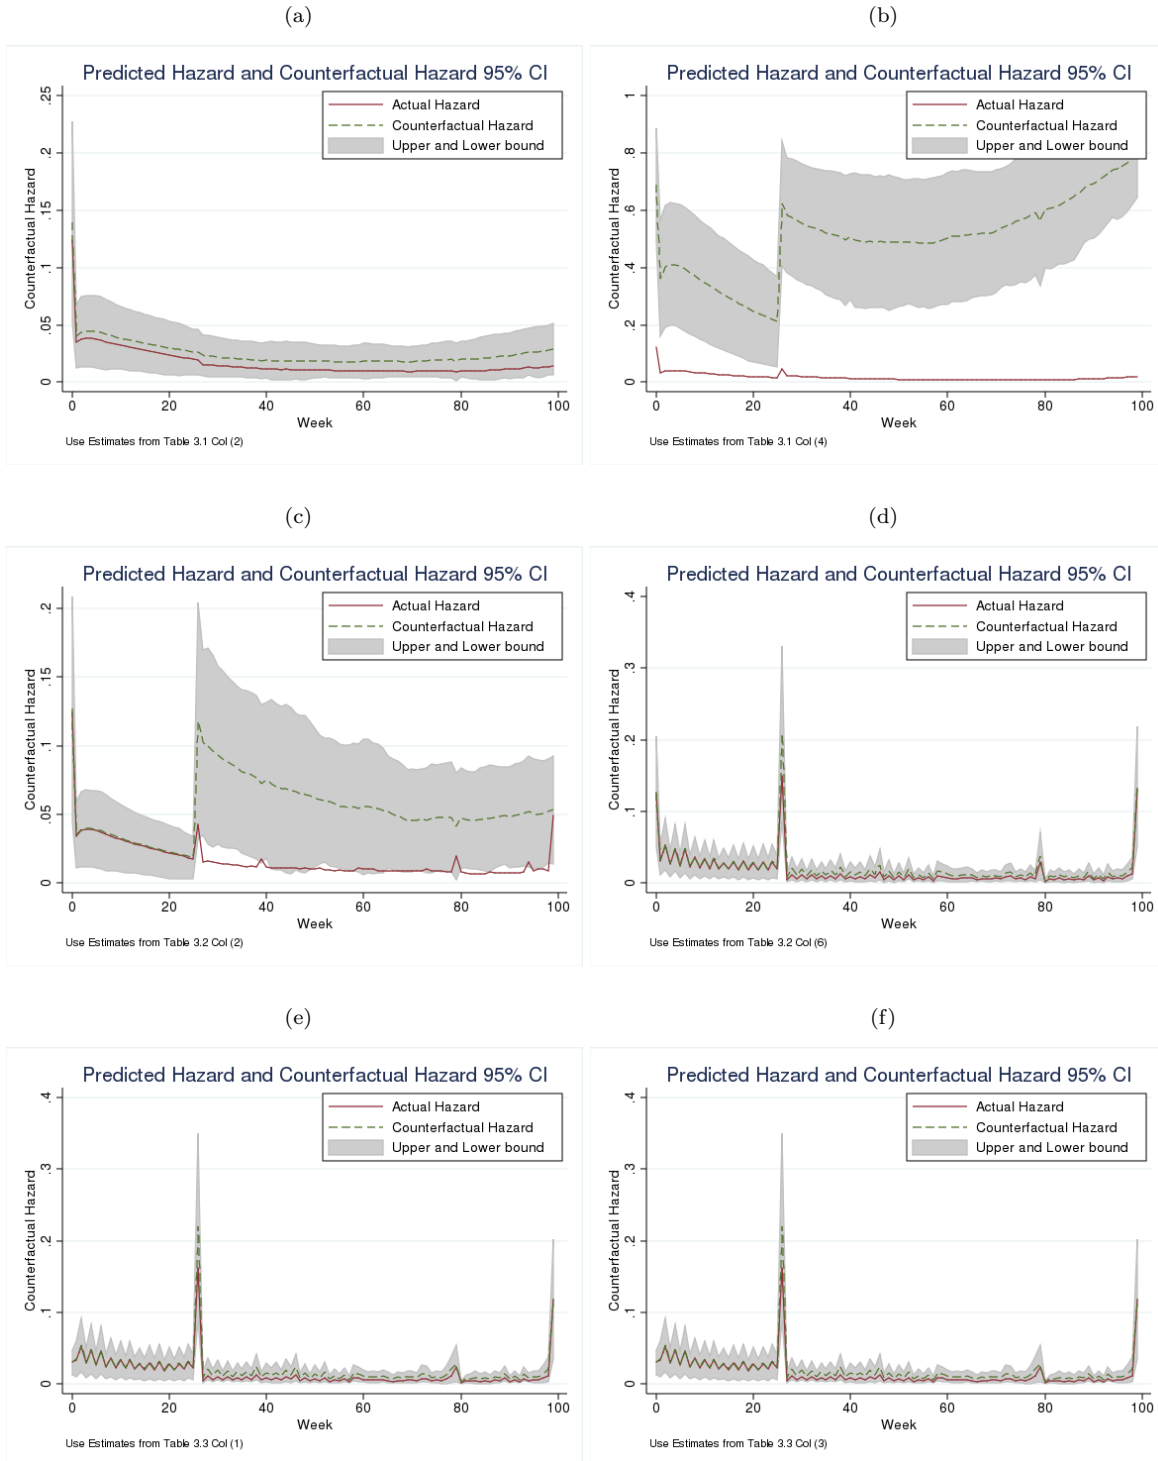 (a)
Predicted Hazard and Counterfactual Hazard 95% CI
Actual Hazard
Counterfactual Hazard
Upper and Lower bound
Counterfactual Hazard
.25
.2
.15
.1
.05
0
0 20 40 60 80 100
Week
Use Estimates from Table 3.1 Col (2)
(b)
Predicted Hazard and Counterfactual Hazard 95% CI
Actual Hazard
Counterfactual Hazard
Upper and Lower bound
Counterfactual Hazard
1
.8
.6
.4
.2
0
0 20 40 60 80 100
Week
Use Estimates from Table 3.1 Col (4)
(c)
Predicted Hazard and Counterfactual Hazard 95% CI
Actual Hazard
Counterfactual Hazard
Upper and Lower bound
Counterfactual Hazard
.2
.15
.1
.05
0
0 20 40 60 80 100
Week
Use Estimates from Table 3.2 Col (2)
(d)
Predicted Hazard and Counterfactual Hazard 95% CI
Actual Hazard
Counterfactual Hazard
Upper and Lower bound
Counterfactual Hazard
.4
.3
.2
.1
0
0 20 40 60 80 100
Week
Use Estimates from Table 3.2 Col (6)
(e)
Predicted Hazard and Counterfactual Hazard 95% CI
Actual Hazard
Counterfactual Hazard
Upper and Lower bound
Counterfactual Hazard
.4
.3
.2
.1
0
0 20 40 60 80 100
Week
Use Estimates from Table 3.3 Col (1)
(f)
Predicted Hazard and Counterfactual Hazard 95% CI
Actual Hazard
Counterfactual Hazard
Upper and Lower bound
Counterfactual Hazard
.4
.3
.2
.1
0
0 20 40 60 80 100
Week
Use Estimates from Table 3.3 Col (3)